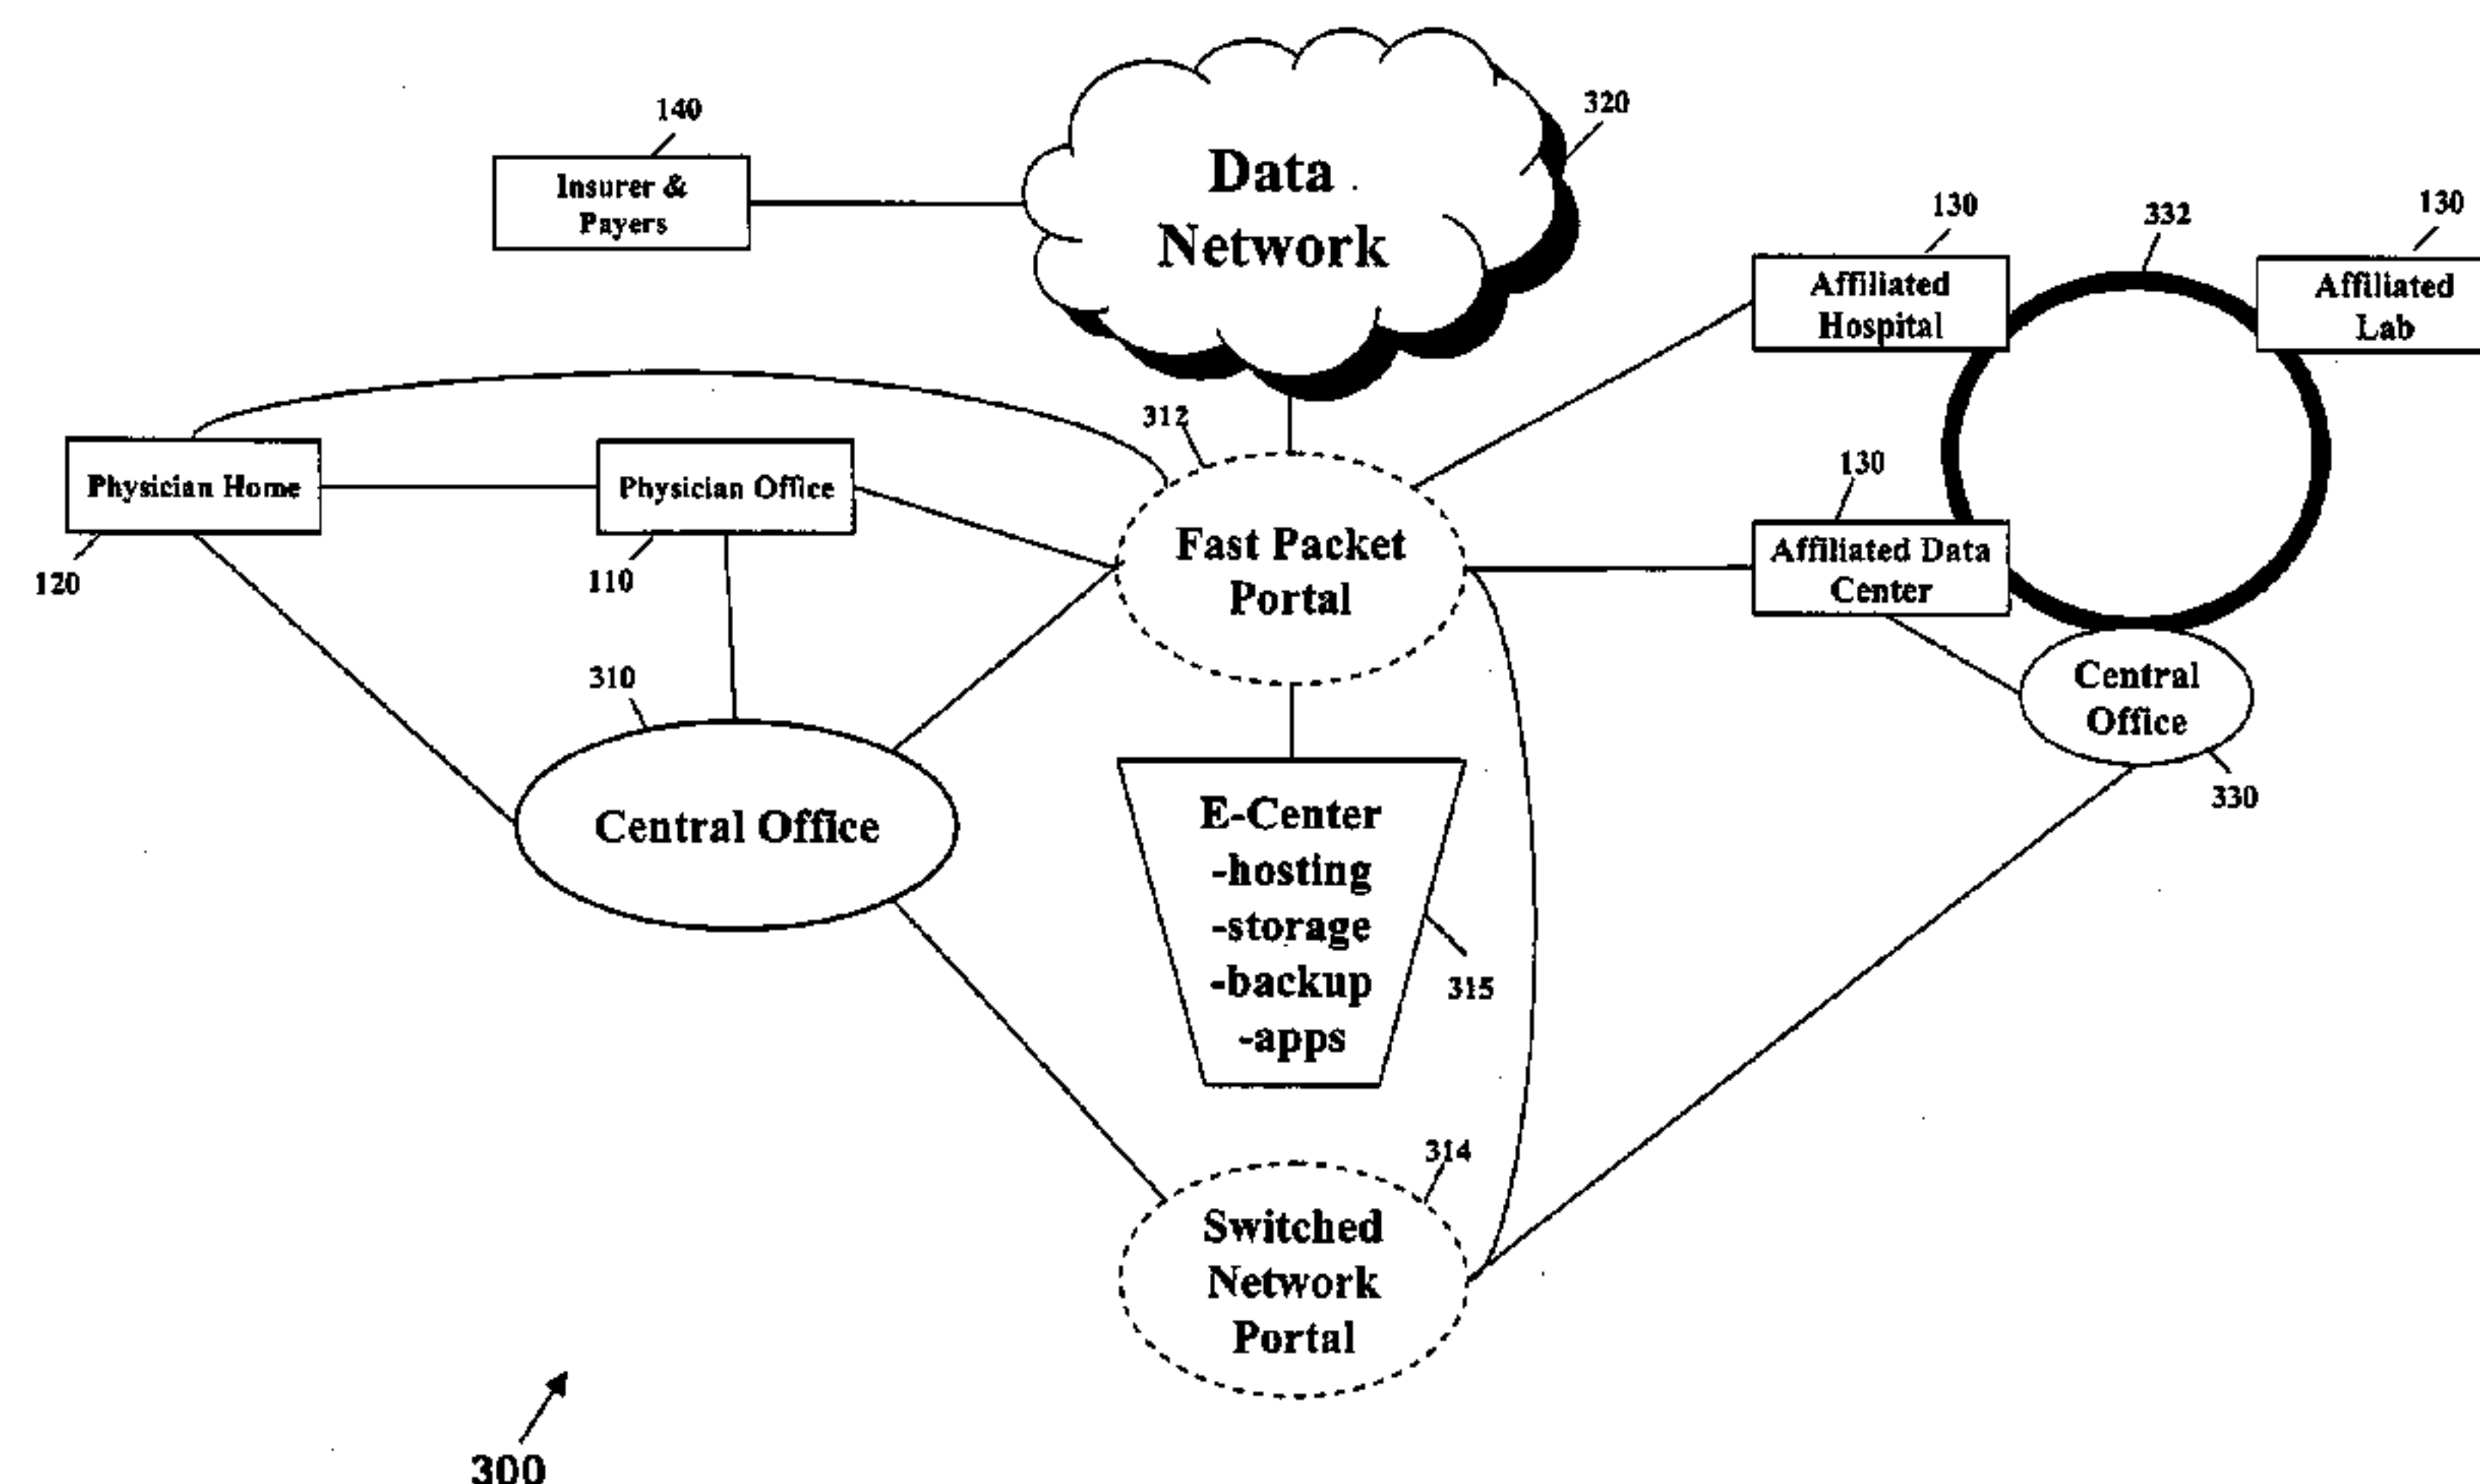 140
Insurer &
Payers
Data
Network
320
130
Affiliated
Hospital
332
130
Affiliated
Lab
312
Physician Home
120
Physician Office
110
Fast Packet
Portal
130
Affiliated Data
Center
Central
Office
330
310
Central Office
E-Center
-hosting
-storage
-backup
-apps
315
314
Switched
Network
Portal
300